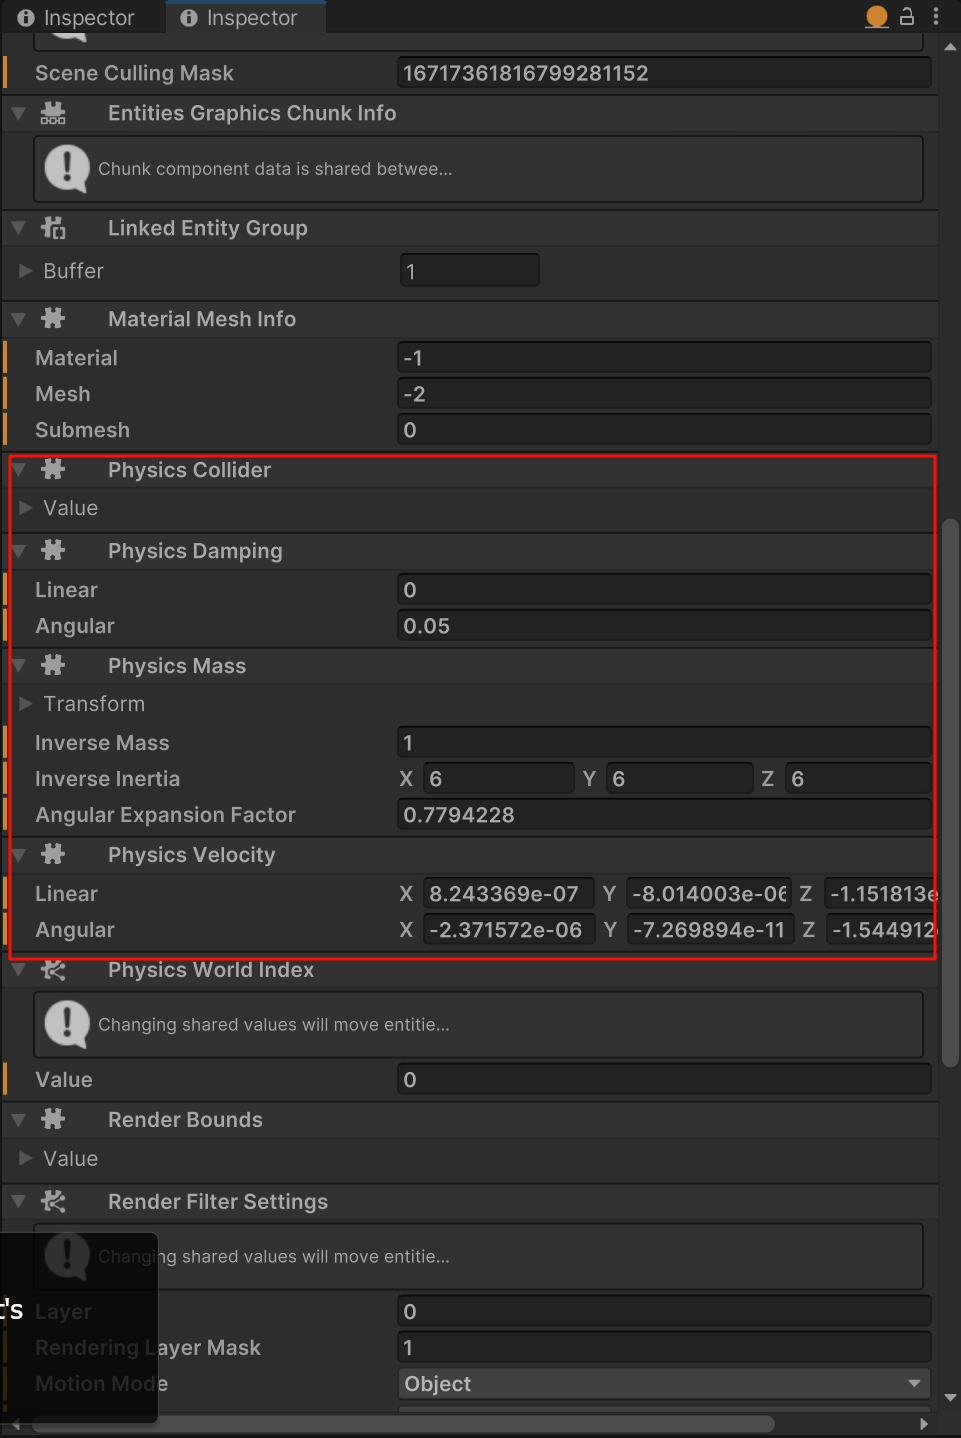 Inspector Inspector
Scene Culling Mask 16717361816799281152
Entities Graphics Chunk Info
Chunk component data is shared betwee...
Linked Entity Group
Buffer 1
Material Mesh Info
Material -1
Mesh -2
Submesh 0
Physics Collider
Value
Physics Damping
Linear 0
Angular 0.05
Physics Mass
Transform
Inverse Mass 1
Inverse Inertia X 6 Y 6 Z 6
Angular Expansion Factor 0.7794228
Physics Velocity
Linear X 8.243369e-07 Y -8.014003e-06 Z -1.151813e
Angular X -2.371572e-06 Y -7.269894e-11 Z -1.544912
Physics World Index
Changing shared values will move entitie...
Value 0
Render Bounds
Value
Render Filter Settings
Changing shared values will move entitie...
t's
Layer 0
Rendering Layer Mask 1
Motion Mode Object